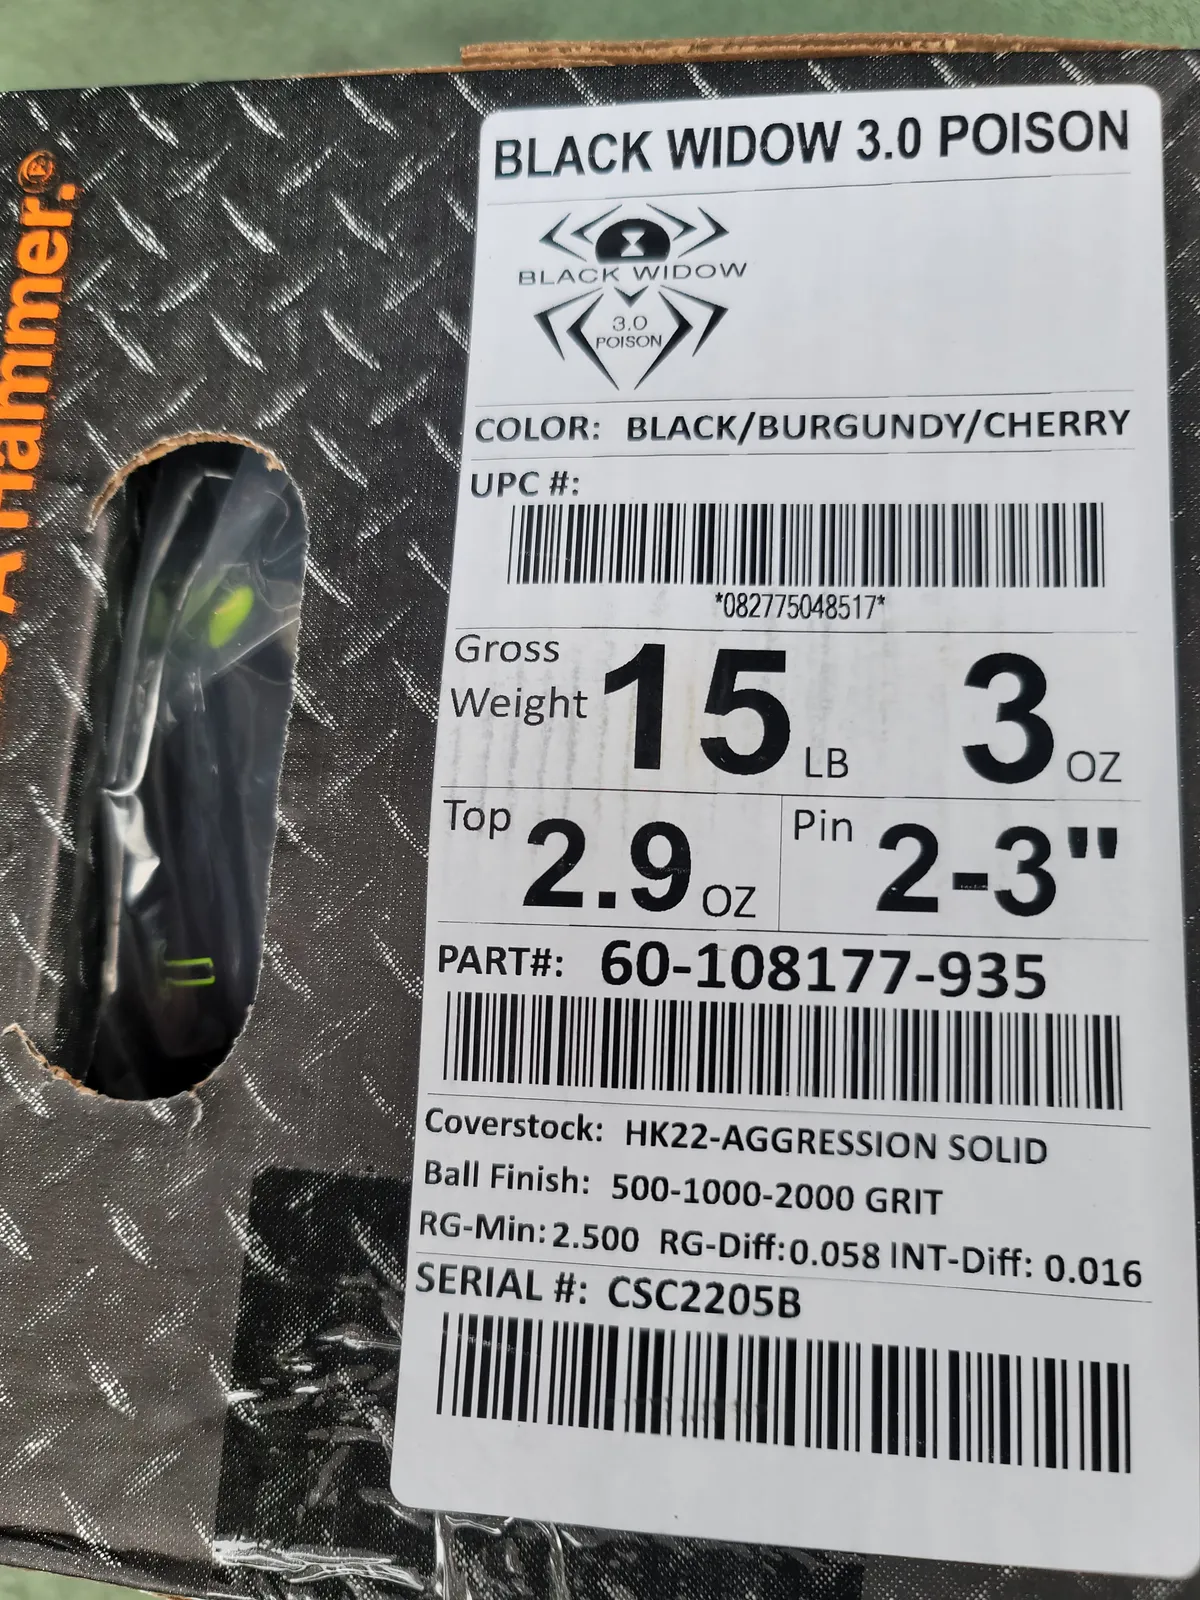 Hammer.®
BLACK WIDOW 3.0 POISON
BLACK WIDOW
3.0
POISON
COLOR: BLACK/BURGUNDY/CHERRY
UPC #:
*082775048517*
Gross
Weight 15 LB 3 OZ
Top 2.9 OZ Pin 2-3"
PART#: 60-108177-935
Coverstock: HK22-AGGRESSION SOLID
Ball Finish: 500-1000-2000 GRIT
RG-Min: 2.500 RG-Diff: 0.058 INT-Diff: 0.016
SERIAL #: CSC2205B